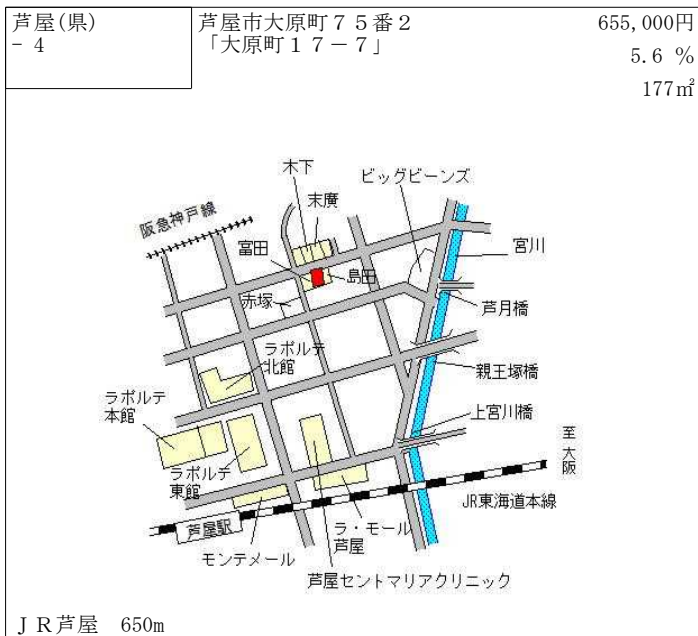 芦屋(県)
- 4
芦屋市大原町７５番２
「大原町１７－７」
655,000円
5.6 %
177㎡
木下
ビッグビーンズ
末廣
阪急神戸線
富田
島田
宮川
赤塚
芦月橋
ラポルテ
北館
親王塚橋
ラポルテ
本館
上宮川橋
至
大阪
ラポルテ
東館
JR東海道本線
芦屋駅
モンテメール
ラ・モール
芦屋
芦屋セントマリアクリニック
ＪＲ芦屋　650m